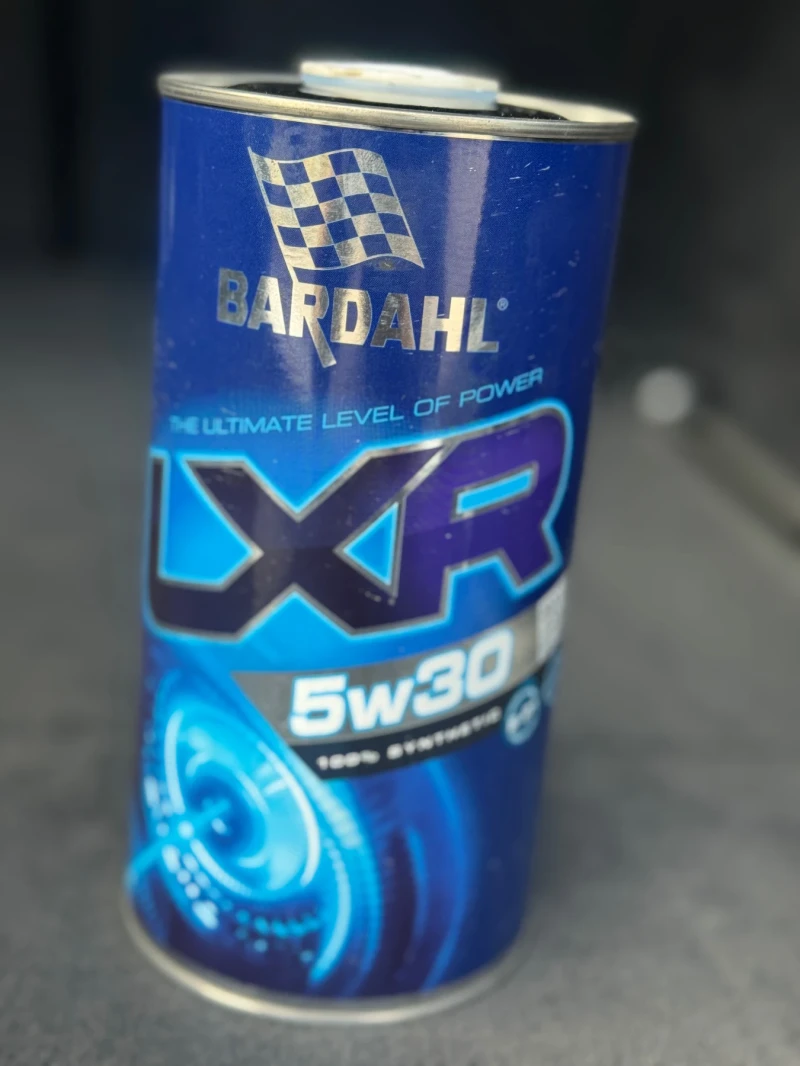 BARDAHL®
THE ULTIMATE LEVEL OF POWER
LXR
5w30
100% SYNTHETIC